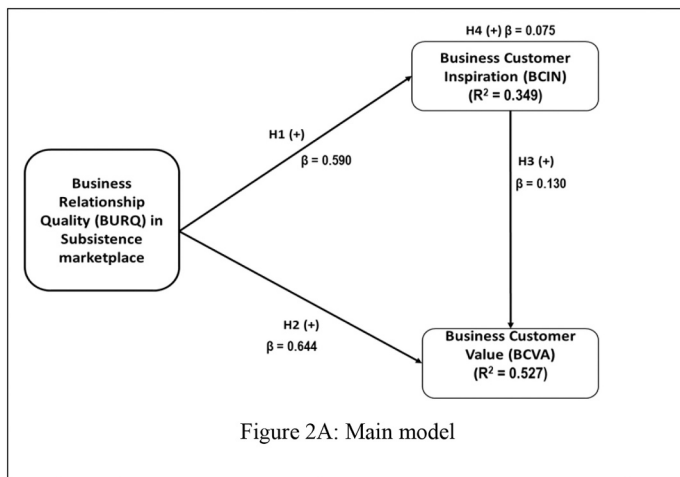 H4 (+) β = 0.075
Business Customer
Inspiration (BCIN)
(R² = 0.349)
H1 (+)
β = 0.590
H3 (+)
β = 0.130
Business
Relationship
Quality (BURQ) in
Subsistence
marketplace
H2 (+)
β = 0.644
Business Customer
Value (BCVA)
(R² = 0.527)
Figure 2A: Main model